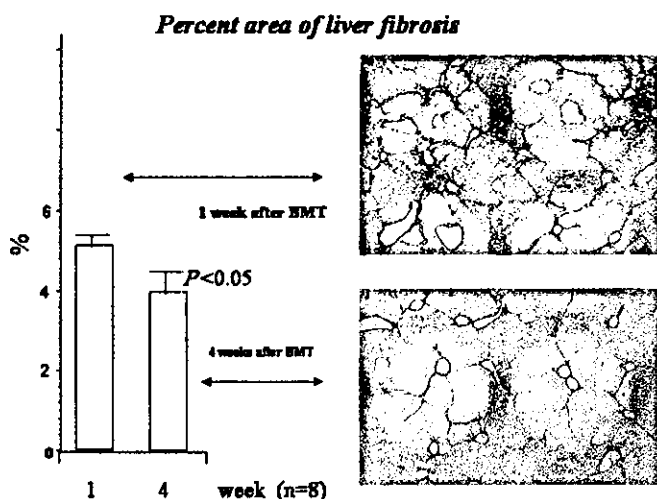 Percent area of liver fibrosis
1 week after BMT
6
%
P<0.05
4
4 weeks after BMT
2
0
1 4 week (n=8)